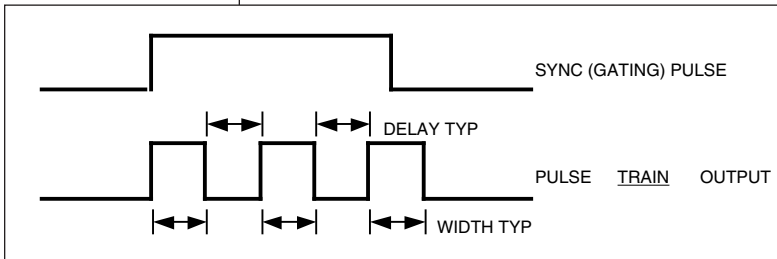 SYNC (GATING) PULSE
DELAY TYP
PULSE TRAIN OUTPUT
WIDTH TYP